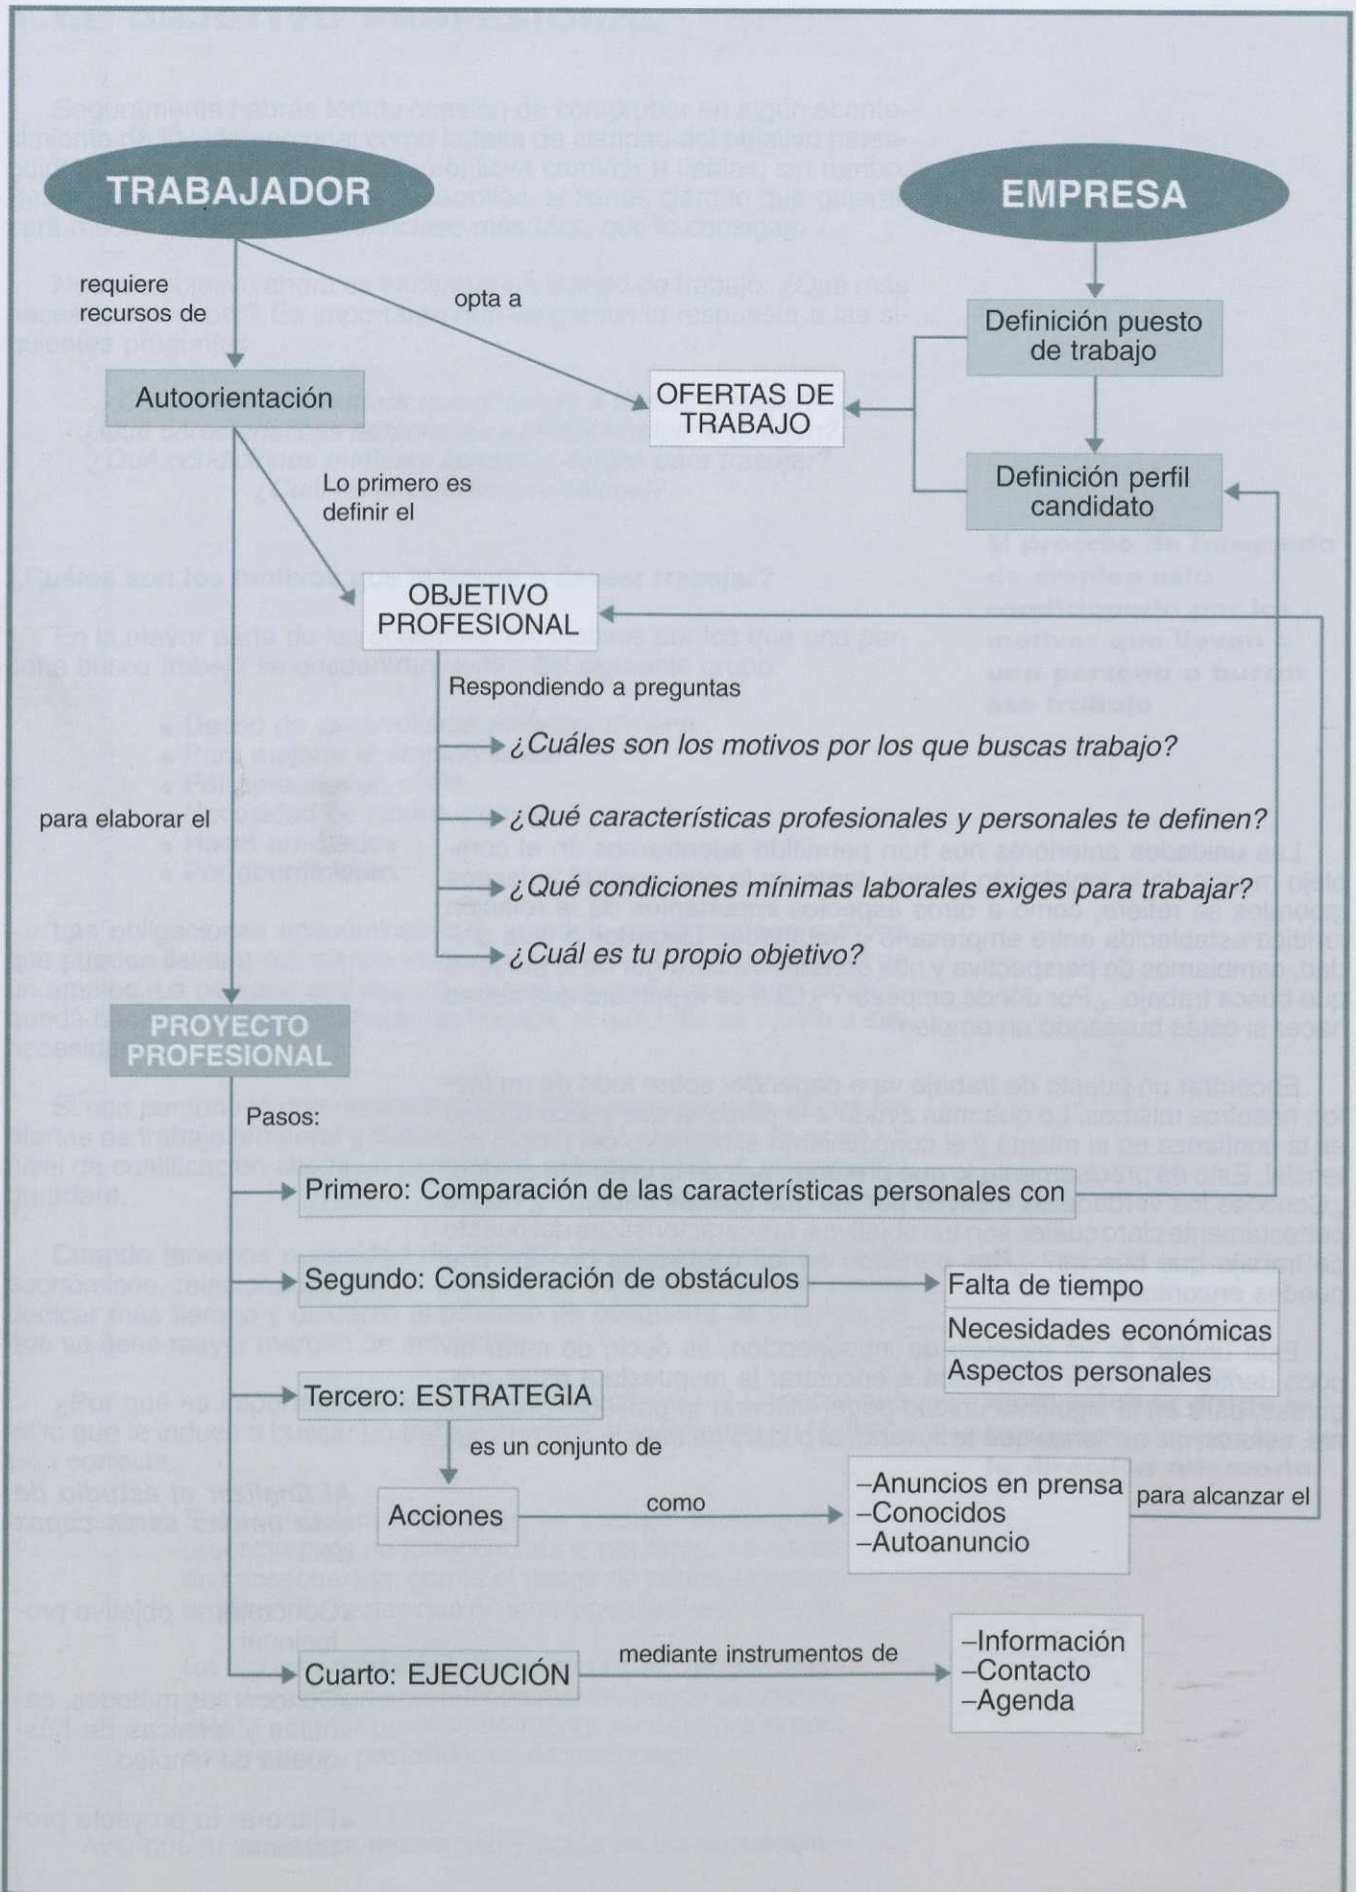 TRABAJADOR
EMPRESA
requiere
recursos de
opta a
Definición puesto
de trabajo
Autoorientación
OFERTAS DE
TRABAJO
Lo primero es
definir el
Definición perfil
candidato
OBJETIVO
PROFESIONAL
Respondiendo a preguntas
¿Cuáles son los motivos por los que buscas trabajo?
para elaborar el
¿Qué características profesionales y personales te definen?
¿Qué condiciones mínimas laborales exiges para trabajar?
¿Cuál es tu propio objetivo?
PROYECTO
PROFESIONAL
Pasos:
Primero: Comparación de las características personales con
Segundo: Consideración de obstáculos
Falta de tiempo
Necesidades económicas
Aspectos personales
Tercero: ESTRATEGIA
es un conjunto de
Acciones
como
–Anuncios en prensa
–Conocidos
–Autoanuncio
para alcanzar el
Cuarto: EJECUCIÓN
mediante instrumentos de
–Información
–Contacto
–Agenda